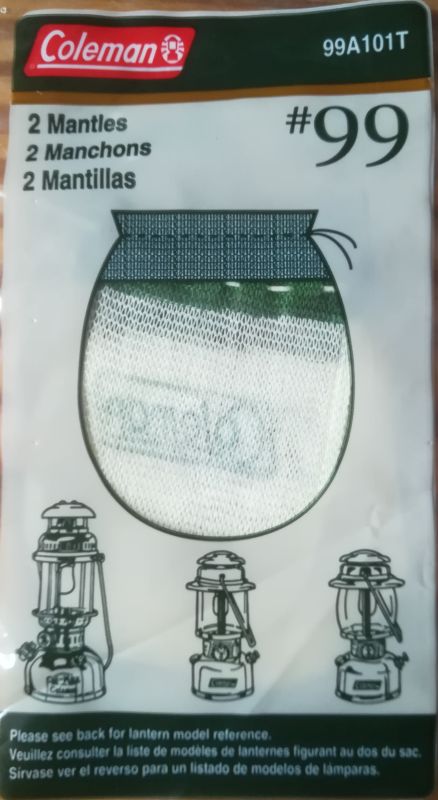 Coleman
99A101T
2 Mantles
2 Manchons
2 Mantillas
#99
Please see back for lantern model reference.
Veuillez consulter la liste de modèles de lanternes figurant au dos du sac.
Sírvase ver el reverso para un listado de modelos de lámparas.